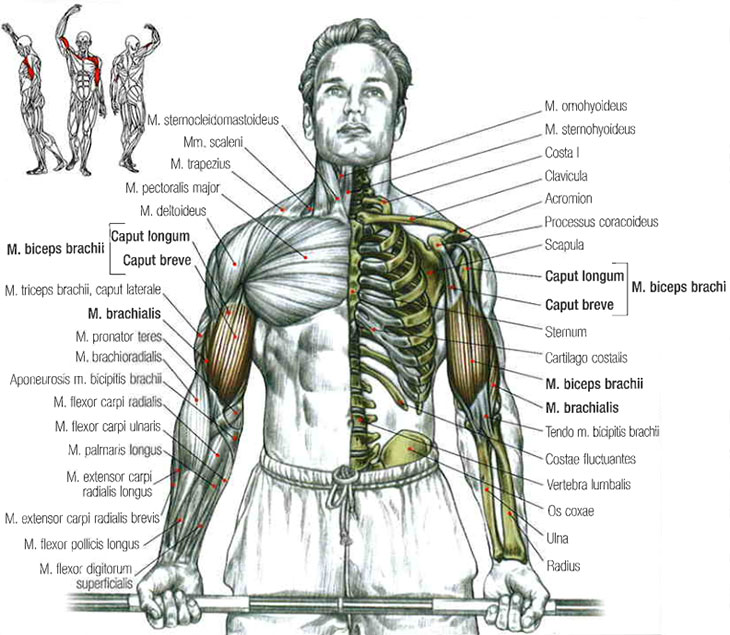 M. sternocleidomastoideus
Mm. scaleni
M. trapezius
M. pectoralis major
M. deltoideus
M. biceps brachii
Caput longum
Caput breve
M. triceps brachii, caput laterale
M. brachialis
M. pronator teres
M. brachioradialis
Aponeurosis m. bicipitis brachii
M. flexor carpi radialis
M. flexor carpi ulnaris
M. palmaris longus
M. extensor carpi
radialis longus
M. extensor carpi radialis brevis
M. flexor pollicis longus
M. flexor digitorum
superficialis
M. omohyoideus
M. sternohyoideus
Costa I
Clavicula
Acromion
Processus coracoideus
Scapula
Caput longum
Caput breve
M. biceps brachi
Sternum
Cartilago costalis
M. biceps brachii
M. brachialis
Tendo m. bicipitis brachii
Costae fluctuantes
Vertebra lumbalis
Os coxae
Ulna
Radius